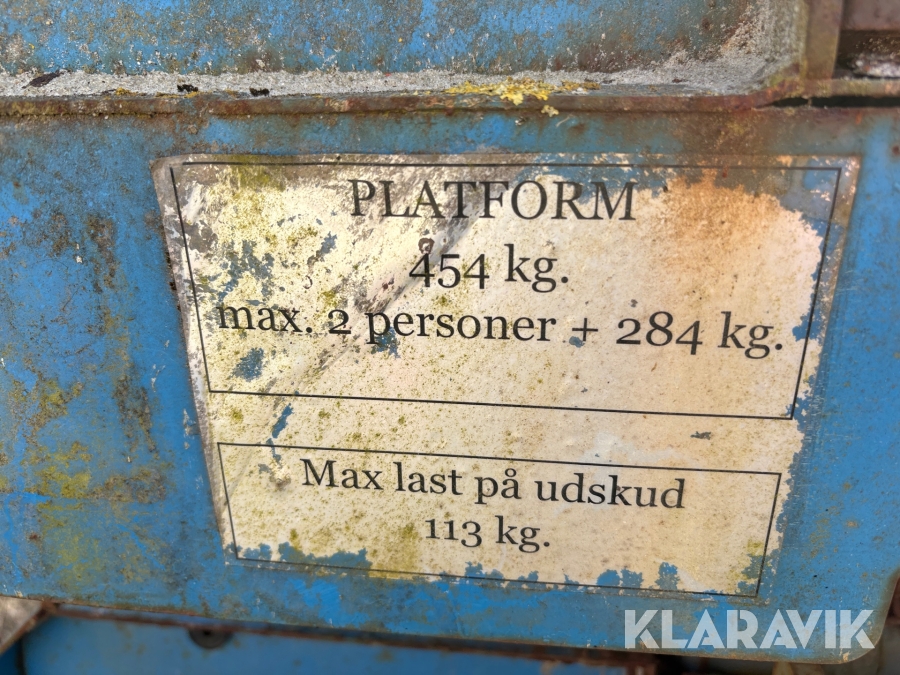 PLATFORM
454 kg.
max. 2 personer + 284 kg.
Max last på udskud
113 kg.
KLARAVIK